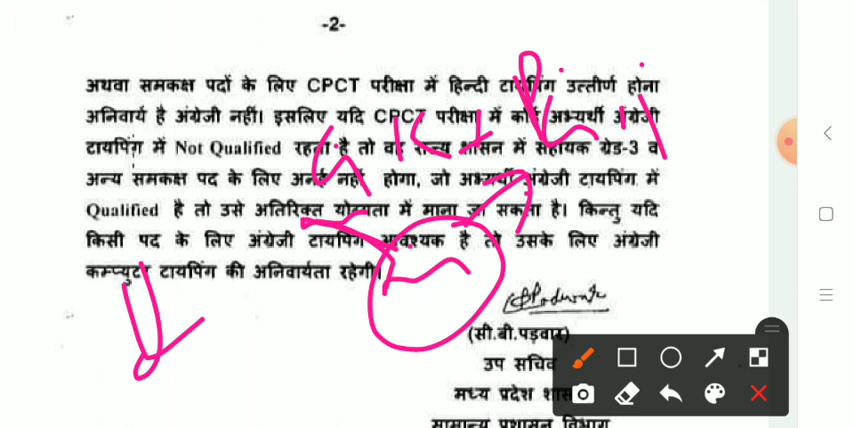 -2-
अथवा समकक्ष पदों के लिए CPCT परीक्षा में हिन्दी टायपिंग उत्तीर्ण होना
अनिवार्य है अंग्रेजी नहीं। इसलिए यदि CPCT परीक्षा में कोई अभ्यर्थी अंग्रेजी
टायपिंग में Not Qualified रहता है तो वह राज्य शासन में सहायक ग्रेड-3 व
अन्य समकक्ष पद के लिए अनर्ह नहीं होगा, जो अभ्यर्थी अंग्रेजी टायपिंग में
Qualified है तो उसे अतिरिक्त योग्यता में माना जा सकता है। किन्तु यदि
किसी पद के लिए अंग्रेजी टायपिंग आवश्यक है तो उसके लिए अंग्रेजी
कम्प्युटर टायपिंग की अनिवार्यता रहेगी।
(सी.बी.पड़वार)
उप सचिव
मध्य प्रदेश
सामान्य प्रशासन विभाग